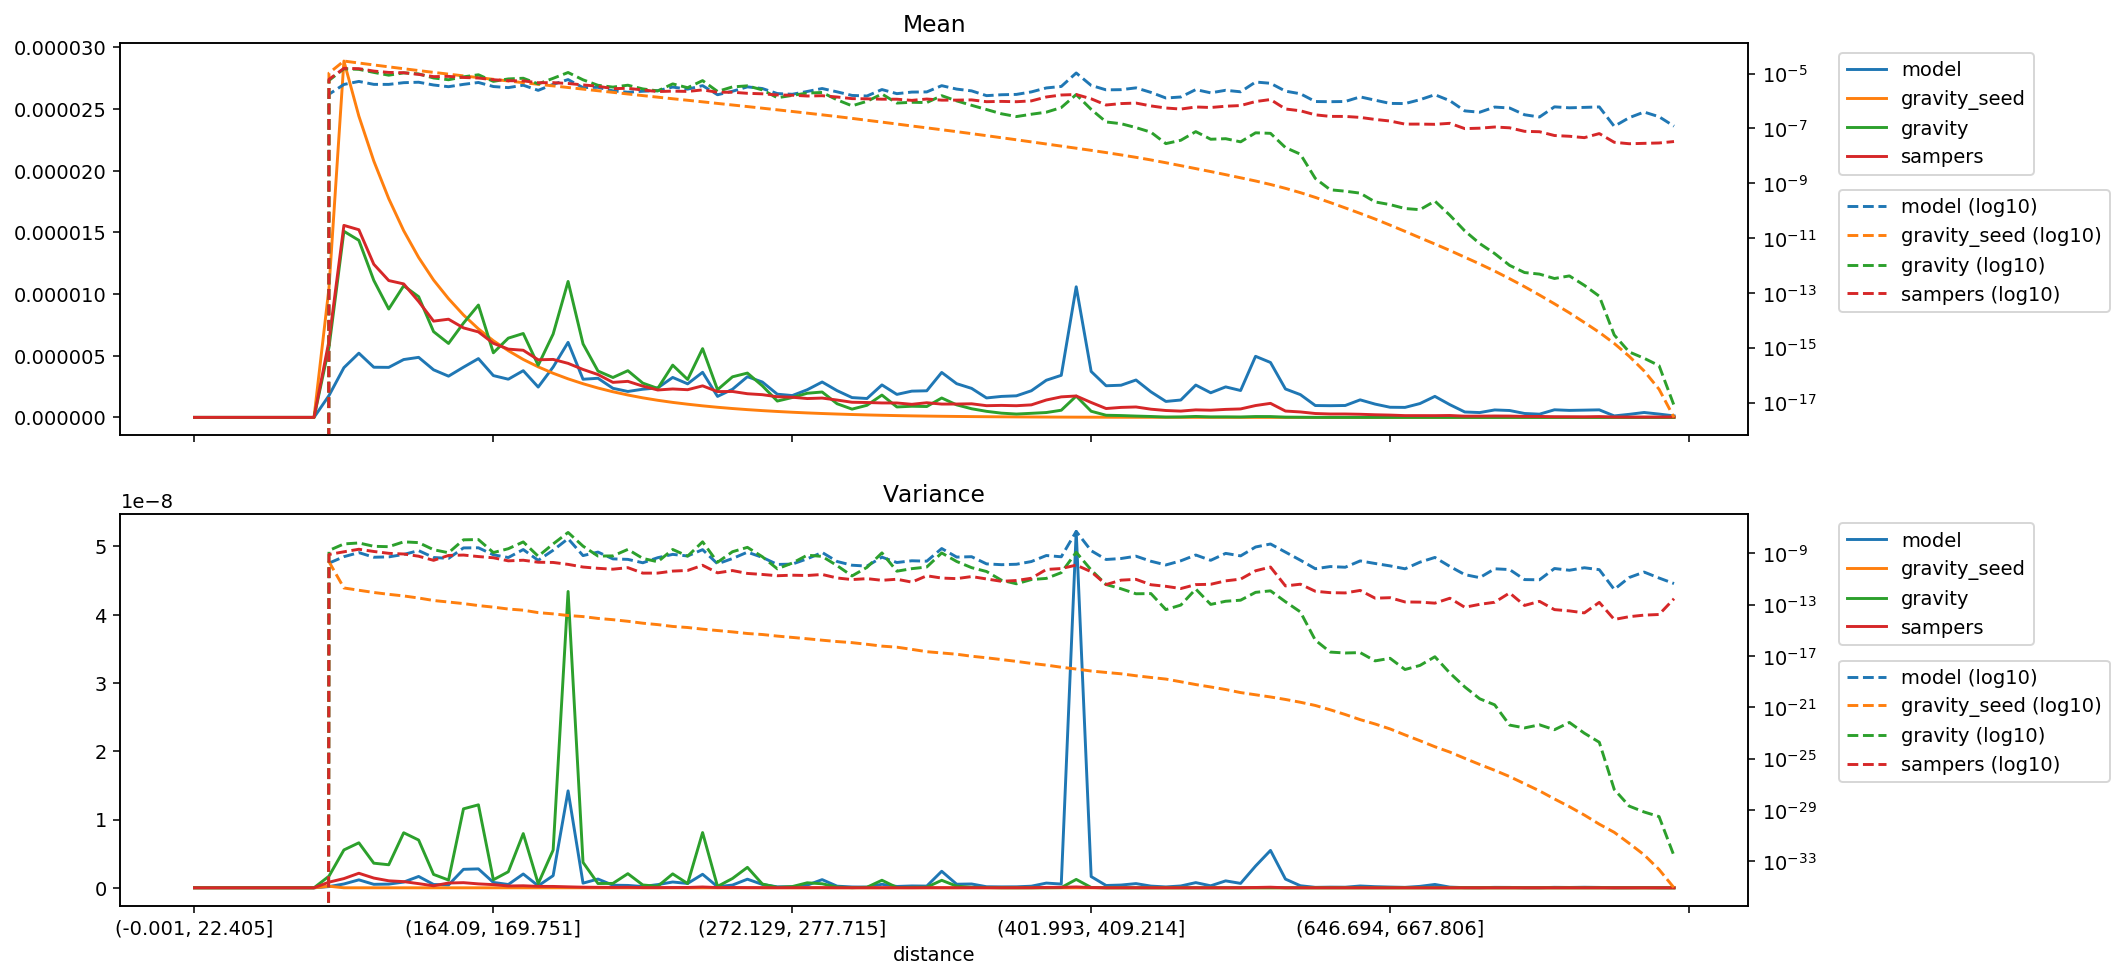 Mean
0.000030
0.000025
0.000020
0.000015
0.000010
0.000005
0.000000
10⁻⁵
10⁻⁷
10⁻⁹
10⁻¹¹
10⁻¹³
10⁻¹⁵
10⁻¹⁷
model
gravity_seed
gravity
sampers
model (log10)
gravity_seed (log10)
gravity (log10)
sampers (log10)
Variance
1e−8
5
4
3
2
1
0
10⁻⁹
10⁻¹³
10⁻¹⁷
10⁻²¹
10⁻²⁵
10⁻²⁹
10⁻³³
model
gravity_seed
gravity
sampers
model (log10)
gravity_seed (log10)
gravity (log10)
sampers (log10)
(-0.001, 22.405] (164.09, 169.751] (272.129, 277.715] (401.993, 409.214] (646.694, 667.806]
distance